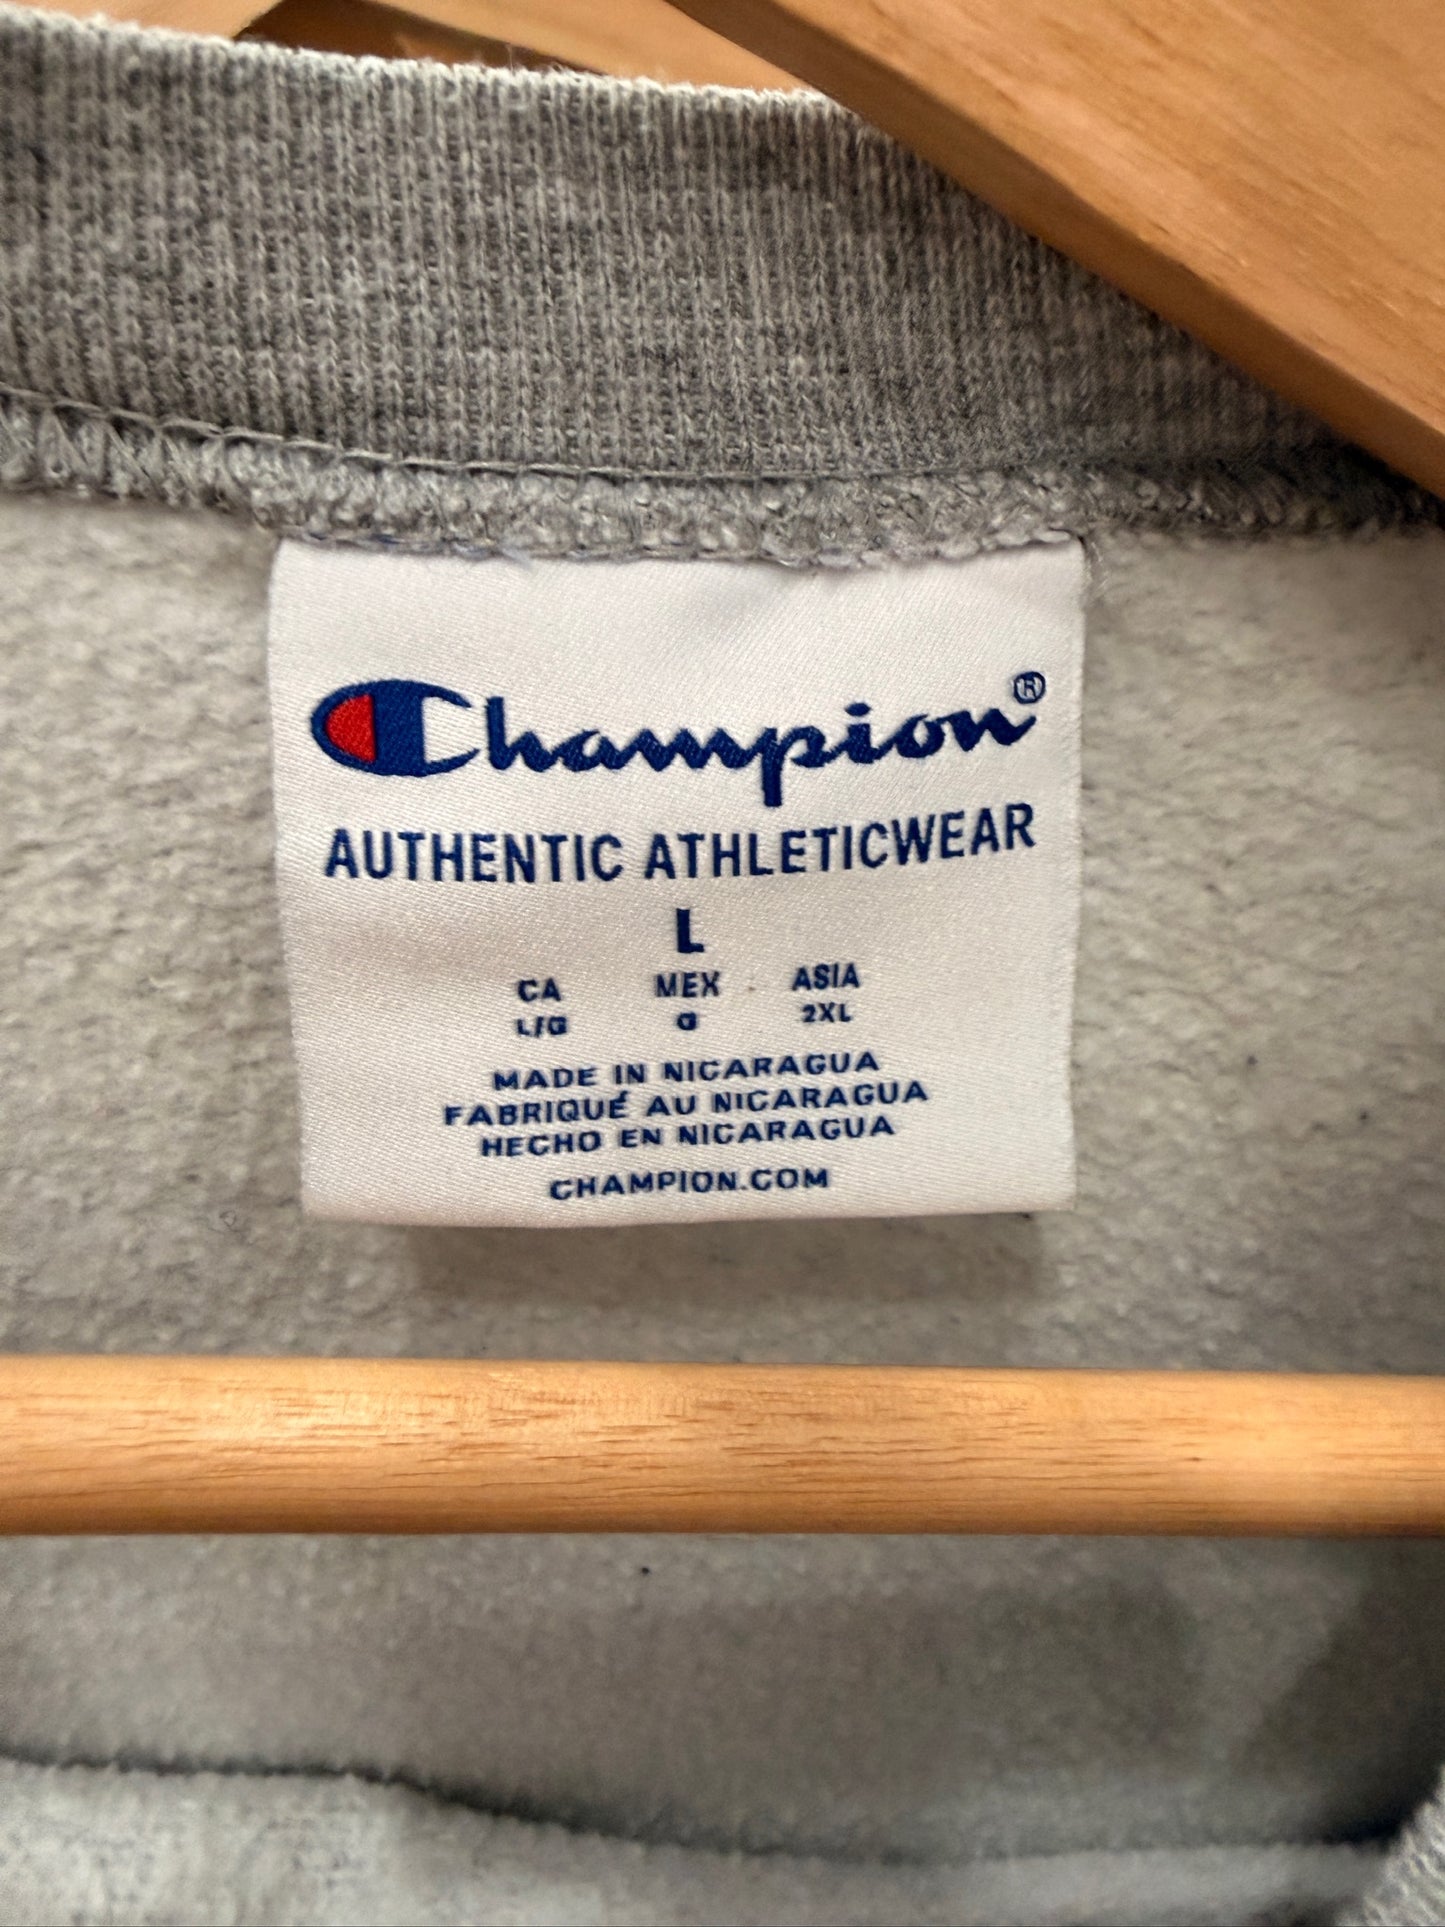 Champion®
AUTHENTIC ATHLETICWEAR
L
CA MEX ASIA
L/G G 2XL
MADE IN NICARAGUA
FABRIQUÉ AU NICARAGUA
HECHO EN NICARAGUA
CHAMPION.COM